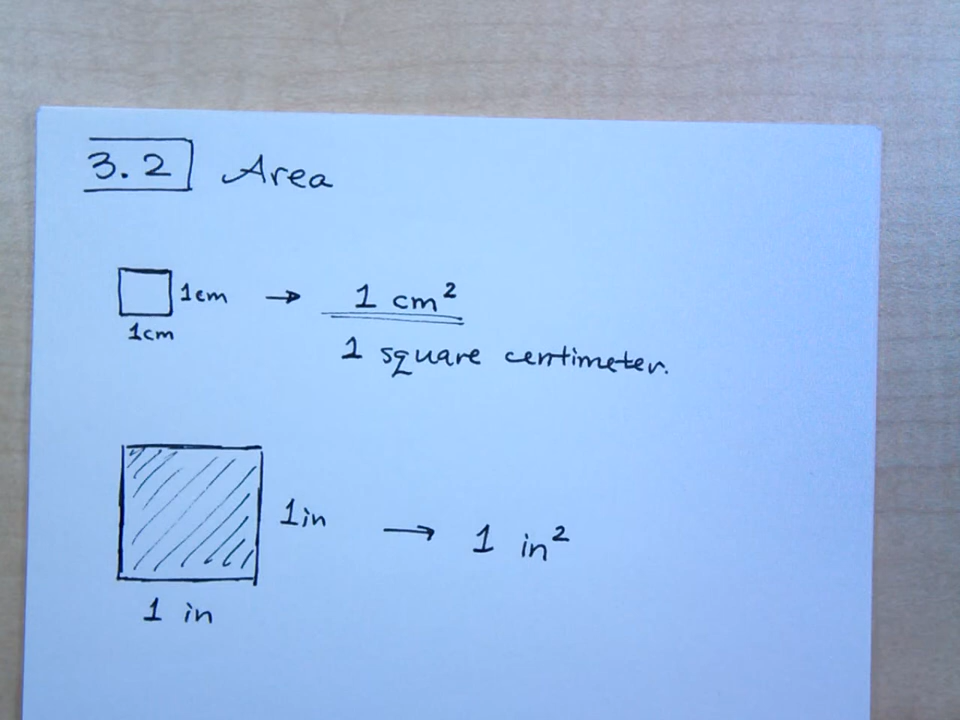 3.2 Area
1cm → 1 cm²
1cm
1 square centimeter.
1in → 1 in²
1 in